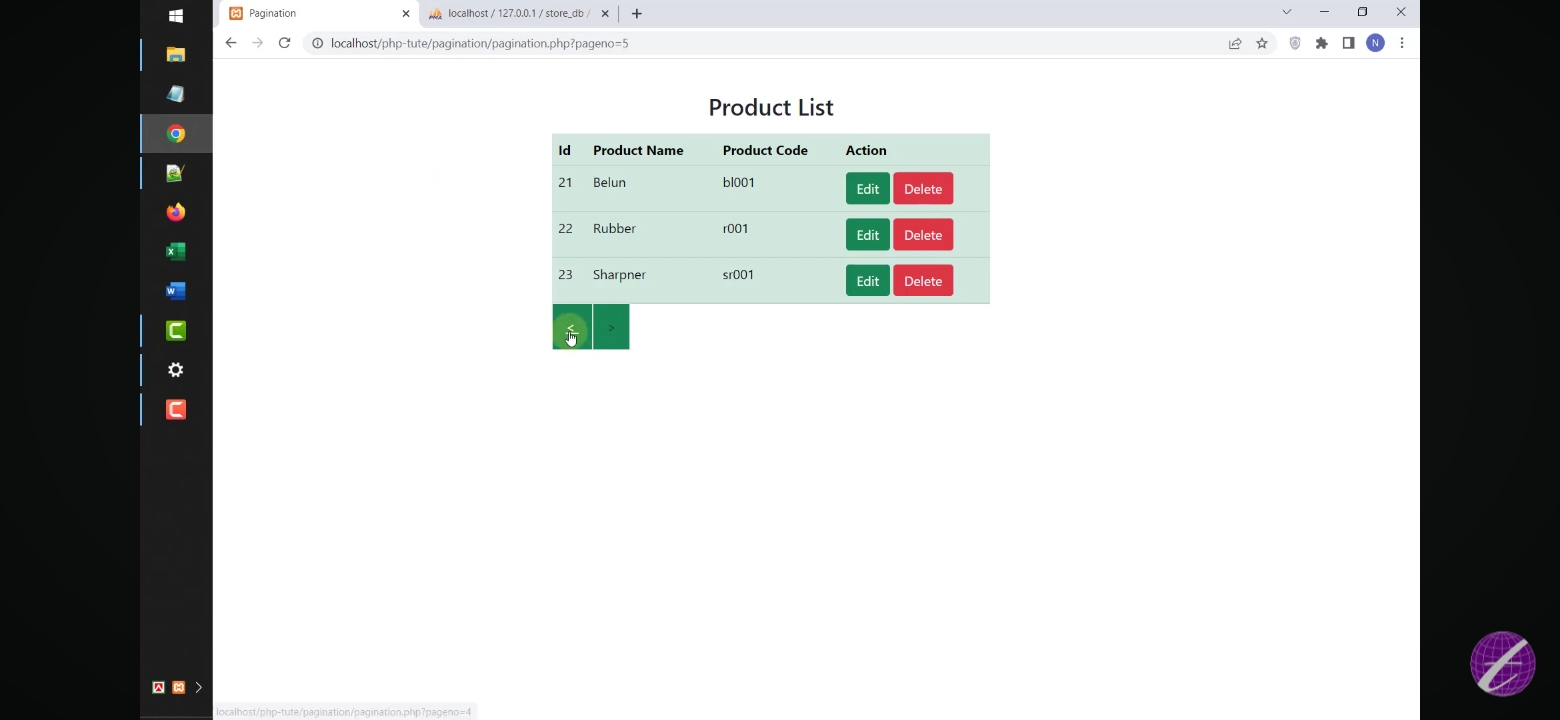 Pagination
localhost / 127.0.0.1 / store_db /
localhost/php-tute/pagination/pagination.php?pageno=5
N
Product List
Id Product Name Product Code Action
21 Belun bl001 Edit Delete
22 Rubber r001 Edit Delete
23 Sharpner sr001 Edit Delete
< >
localhost/php-tute/pagination/pagination.php?pageno=4